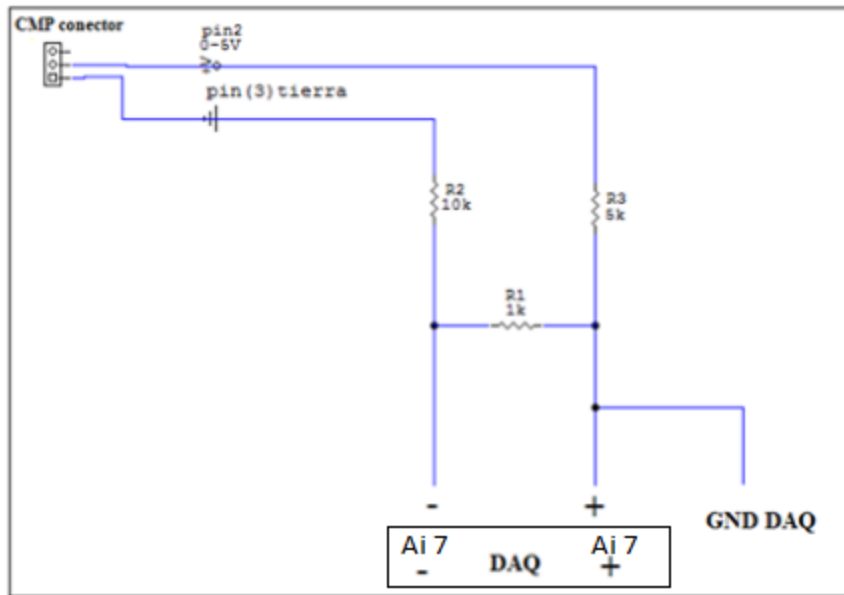 CMP conector
pin2
0-5V
pin(3)tierra
R2
10k
R3
5k
R1
1k
- +
GND DAQ
Ai 7 Ai 7
- DAQ +